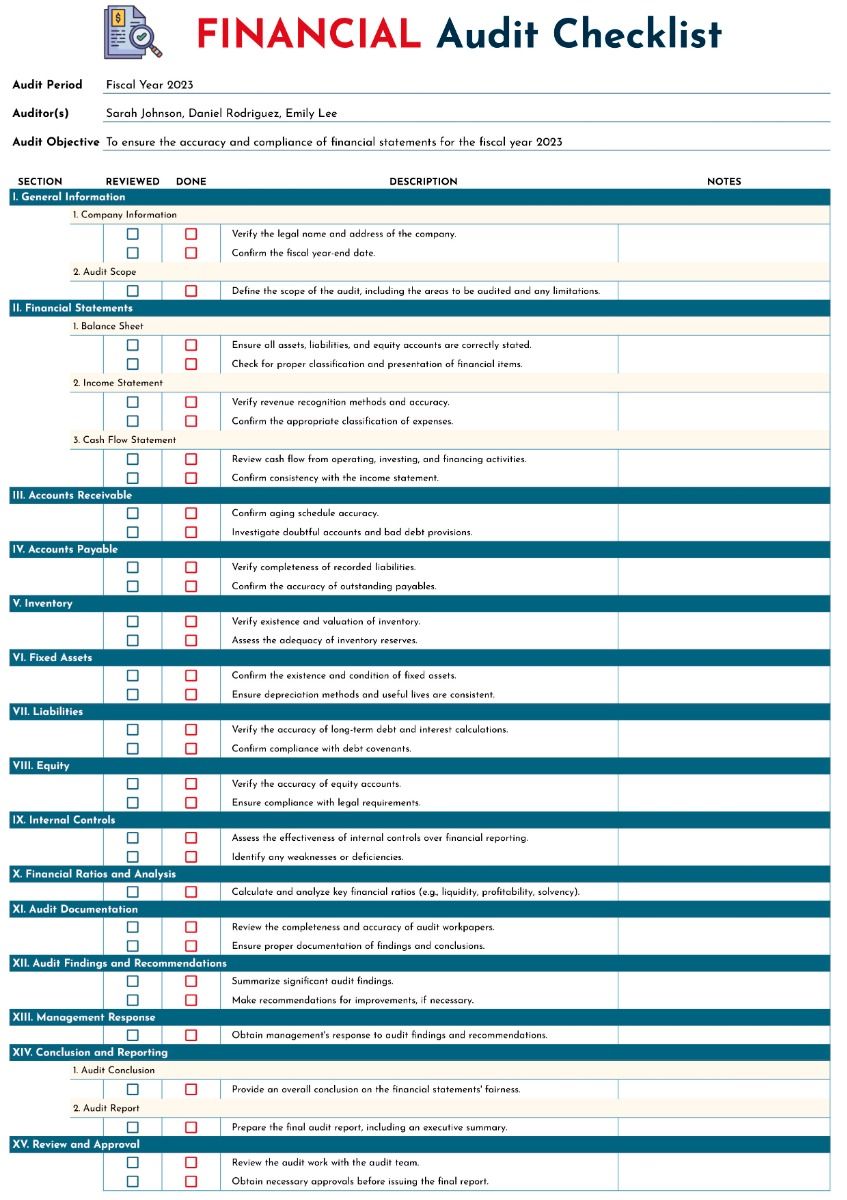 FINANCIAL Audit Checklist
Audit Period Fiscal Year 2023
Auditor(s) Sarah Johnson, Daniel Rodriguez, Emily Lee
Audit Objective To ensure the accuracy and compliance of financial statements for the fiscal year 2023
SECTION REVIEWED DONE DESCRIPTION NOTES
I. General Information
1. Company Information
Verify the legal name and address of the company.
Confirm the fiscal year-end date.
2. Audit Scope
Define the scope of the audit, including the areas to be audited and any limitations.
II. Financial Statements
1. Balance Sheet
Ensure all assets, liabilities, and equity accounts are correctly stated.
Check for proper classification and presentation of financial items.
2. Income Statement
Verify revenue recognition methods and accuracy.
Confirm the appropriate classification of expenses.
3. Cash Flow Statement
Review cash flow from operating, investing, and financing activities.
Confirm consistency with the income statement.
III. Accounts Receivable
Confirm aging schedule accuracy.
Investigate doubtful accounts and bad debt provisions.
IV. Accounts Payable
Verify completeness of recorded liabilities.
Confirm the accuracy of outstanding payables.
V. Inventory
Verify existence and valuation of inventory.
Assess the adequacy of inventory reserves.
VI. Fixed Assets
Confirm the existence and condition of fixed assets.
Ensure depreciation methods and useful lives are consistent.
VII. Liabilities
Verify the accuracy of long-term debt and interest calculations.
Confirm compliance with debt covenants.
VIII. Equity
Verify the accuracy of equity accounts.
Ensure compliance with legal requirements.
IX. Internal Controls
Assess the effectiveness of internal controls over financial reporting.
Identify any weaknesses or deficiencies.
X. Financial Ratios and Analysis
Calculate and analyze key financial ratios (e.g., liquidity, profitability, solvency).
XI. Audit Documentation
Review the completeness and accuracy of audit workpapers.
Ensure proper documentation of findings and conclusions.
XII. Audit Findings and Recommendations
Summarize significant audit findings.
Make recommendations for improvements, if necessary.
XIII. Management Response
Obtain management's response to audit findings and recommendations.
XIV. Conclusion and Reporting
1. Audit Conclusion
Provide an overall conclusion on the financial statements' fairness.
2. Audit Report
Prepare the final audit report, including an executive summary.
XV. Review and Approval
Review the audit work with the audit team.
Obtain necessary approvals before issuing the final report.